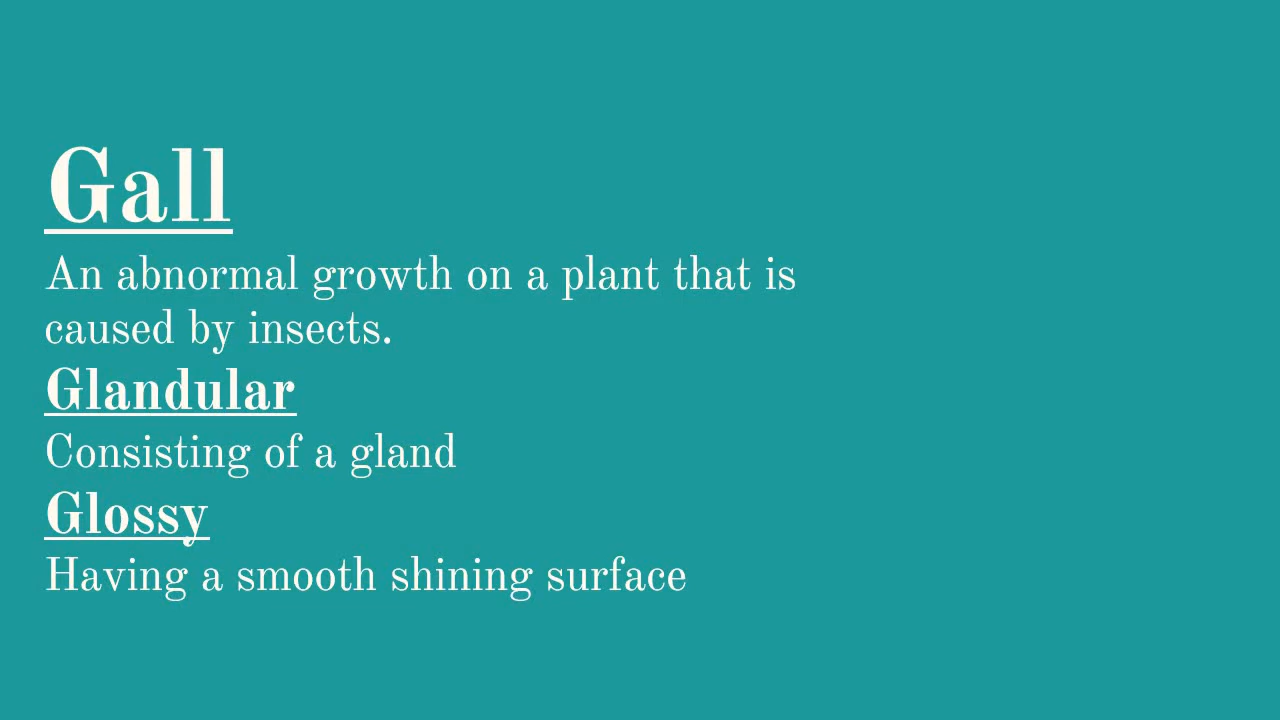 Gall
An abnormal growth on a plant that is
caused by insects.
Glandular
Consisting of a gland
Glossy
Having a smooth shining surface